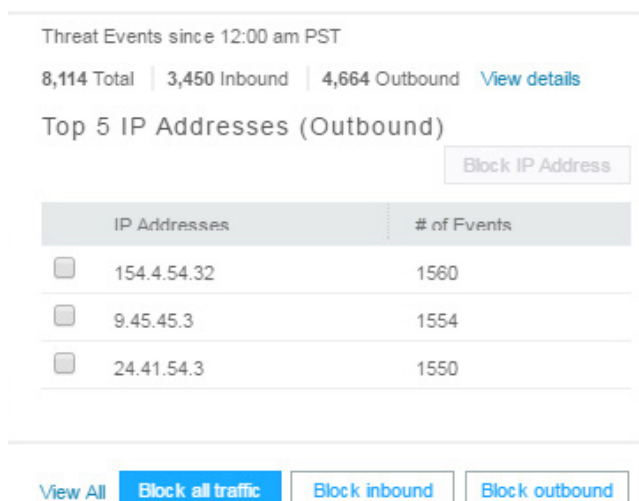 Threat Events since 12:00 am PST
8,114 Total 3,450 Inbound 4,664 Outbound View details
Top 5 IP Addresses (Outbound)
Block IP Address
IP Addresses # of Events
154.4.54.32 1560
9.45.45.3 1554
24.41.54.3 1550
View All Block all traffic Block inbound Block outbound